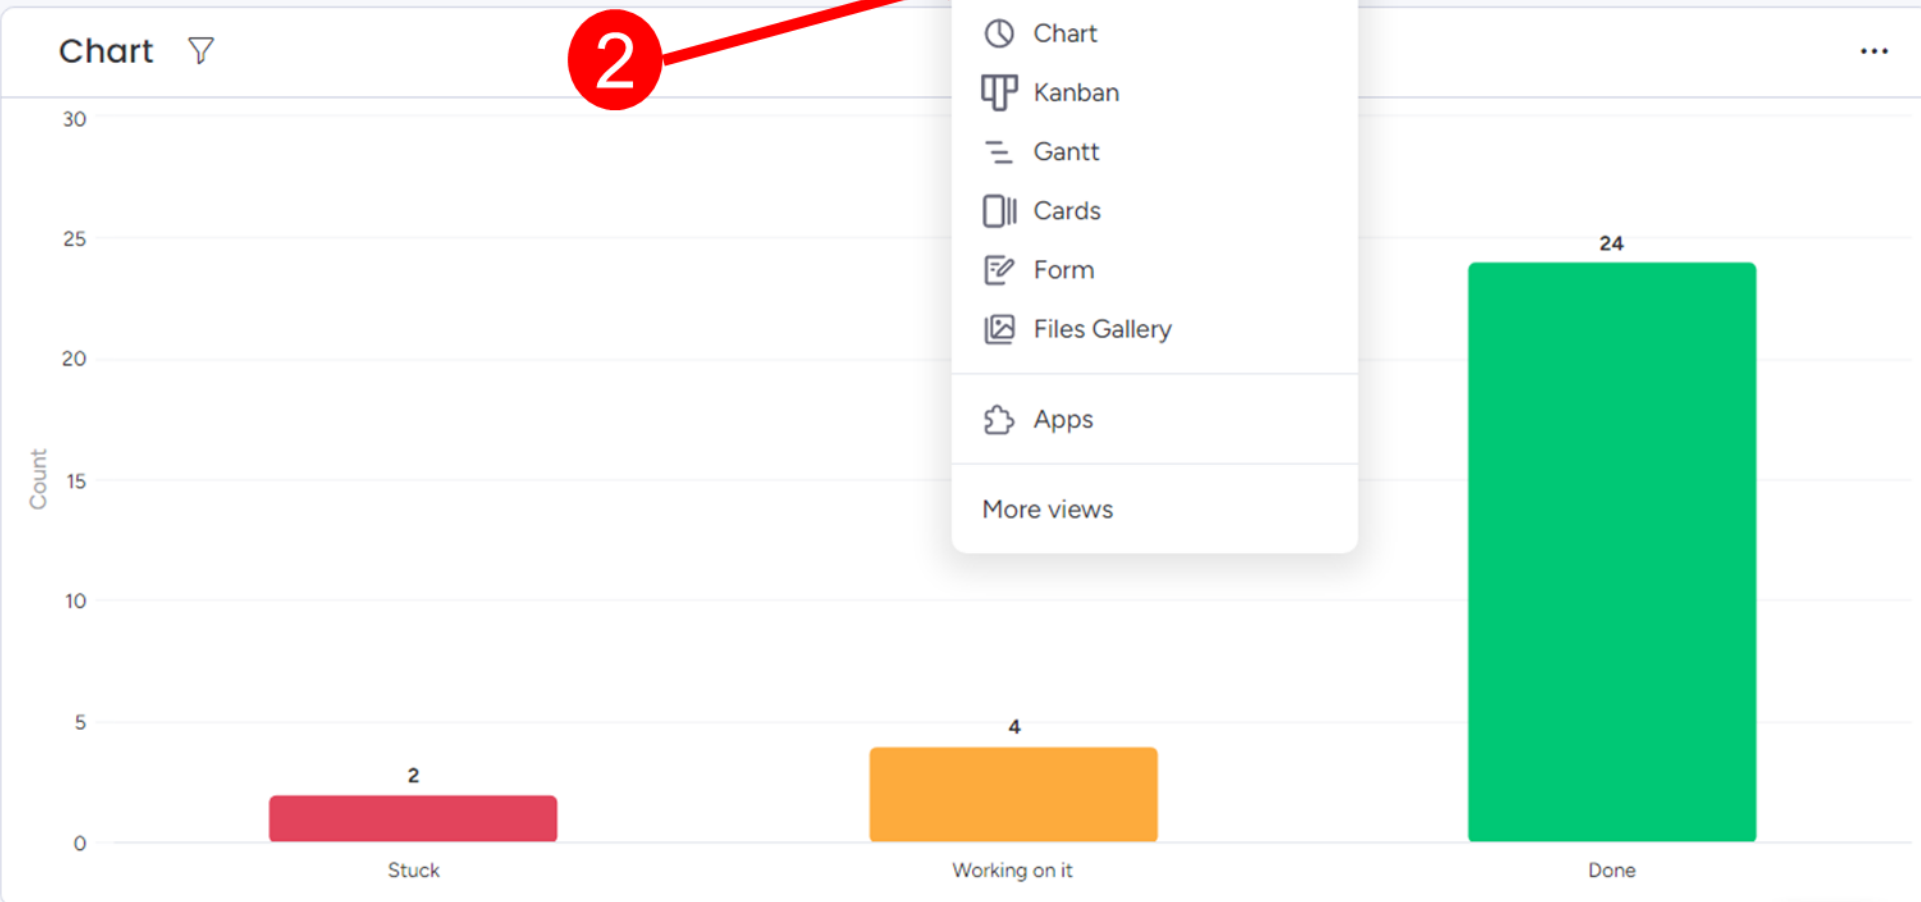 Chart
2
Chart
Kanban
Gantt
Cards
Form
Files Gallery
Apps
More views
30
25
20
15
10
5
0
Count
2
4
24
Stuck
Working on it
Done